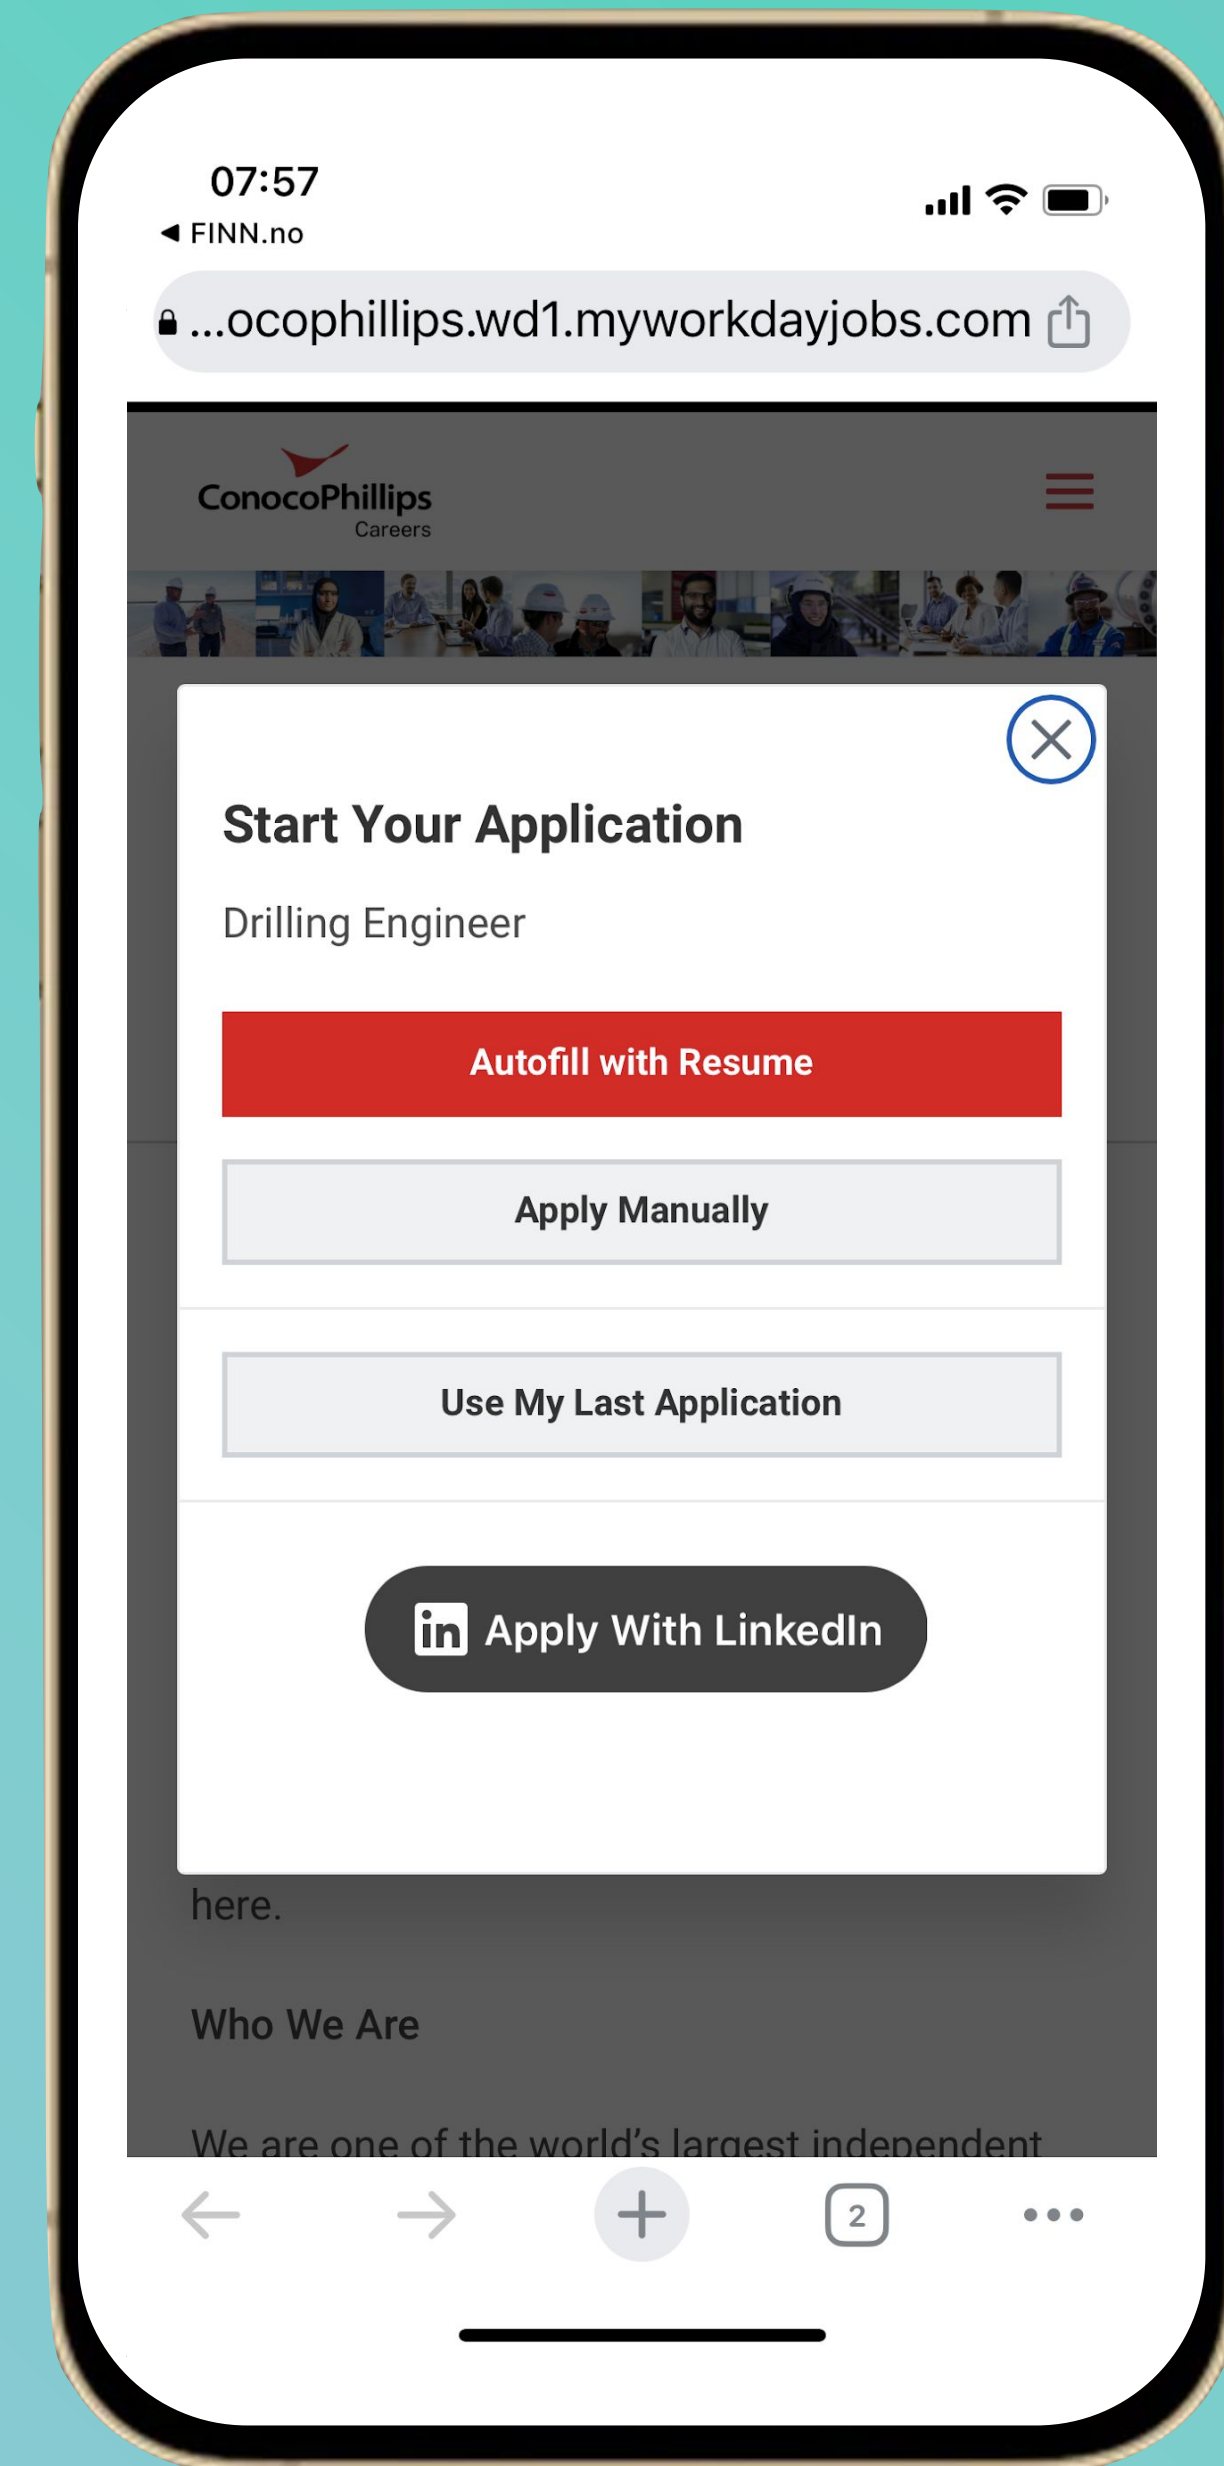 07:57
◀ FINN.no
...ocophillips.wd1.myworkdayjobs.com
ConocoPhillips
Careers
Start Your Application
Drilling Engineer
Autofill with Resume
Apply Manually
Use My Last Application
in Apply With LinkedIn
here.
Who We Are
We are one of the world's largest independent
2